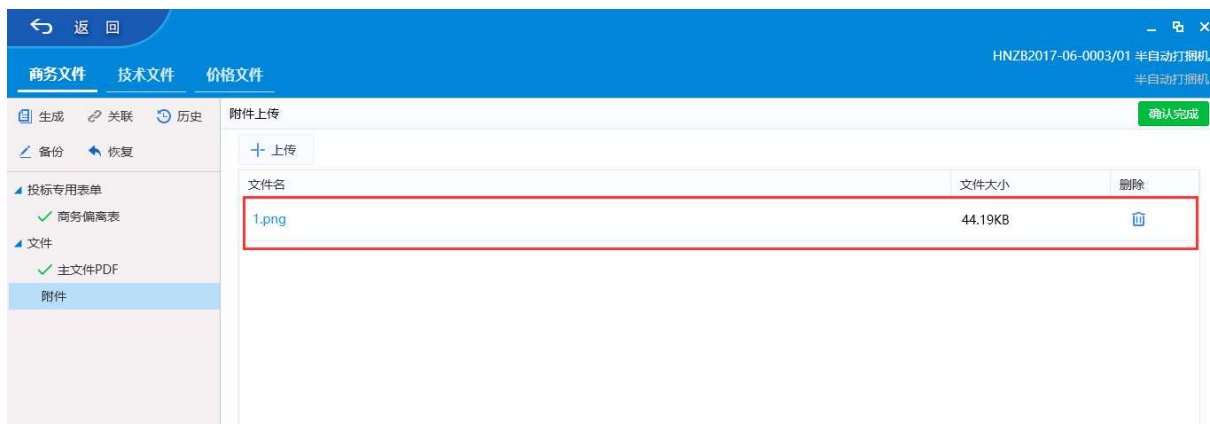 返 回
HNZB2017-06-0003/01 半自动打捆机
半自动打捆机
商务文件 技术文件 价格文件
生成 关联 历史
备份 恢复
附件上传 确认完成
上传
投标专用表单
商务偏离表
文件
主文件PDF
附件
文件名 文件大小 删除
1.png 44.19KB